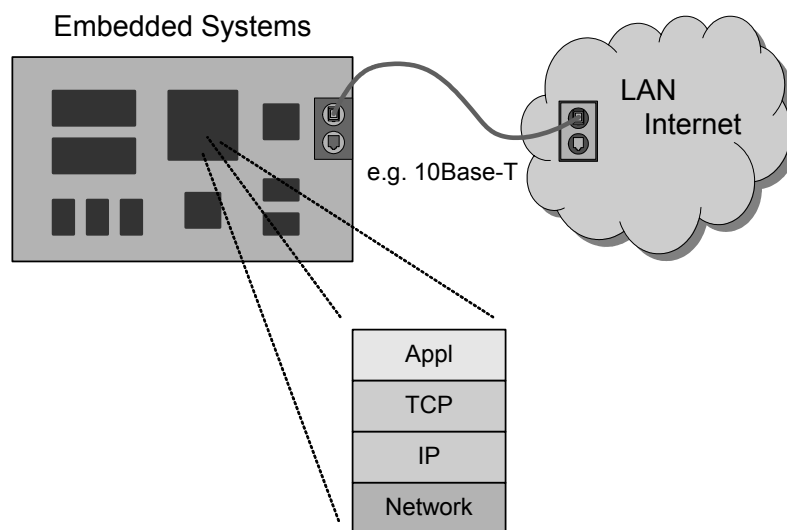 Embedded Systems
LAN
Internet
e.g. 10Base-T
Appl
TCP
IP
Network